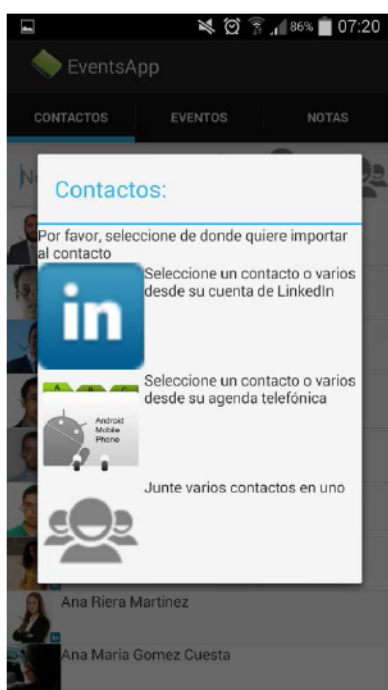 86% 07:20
EventsApp
CONTACTOS EVENTOS NOTAS
Contactos:
Por favor, seleccione de donde quiere importar
al contacto
in
Seleccione un contacto o varios
desde su cuenta de LinkedIn
A B C
Android
Mobile
Phone
Seleccione un contacto o varios
desde su agenda telefónica
Junte varios contactos en uno
Ana Riera Martinez
in
Ana Maria Gomez Cuesta